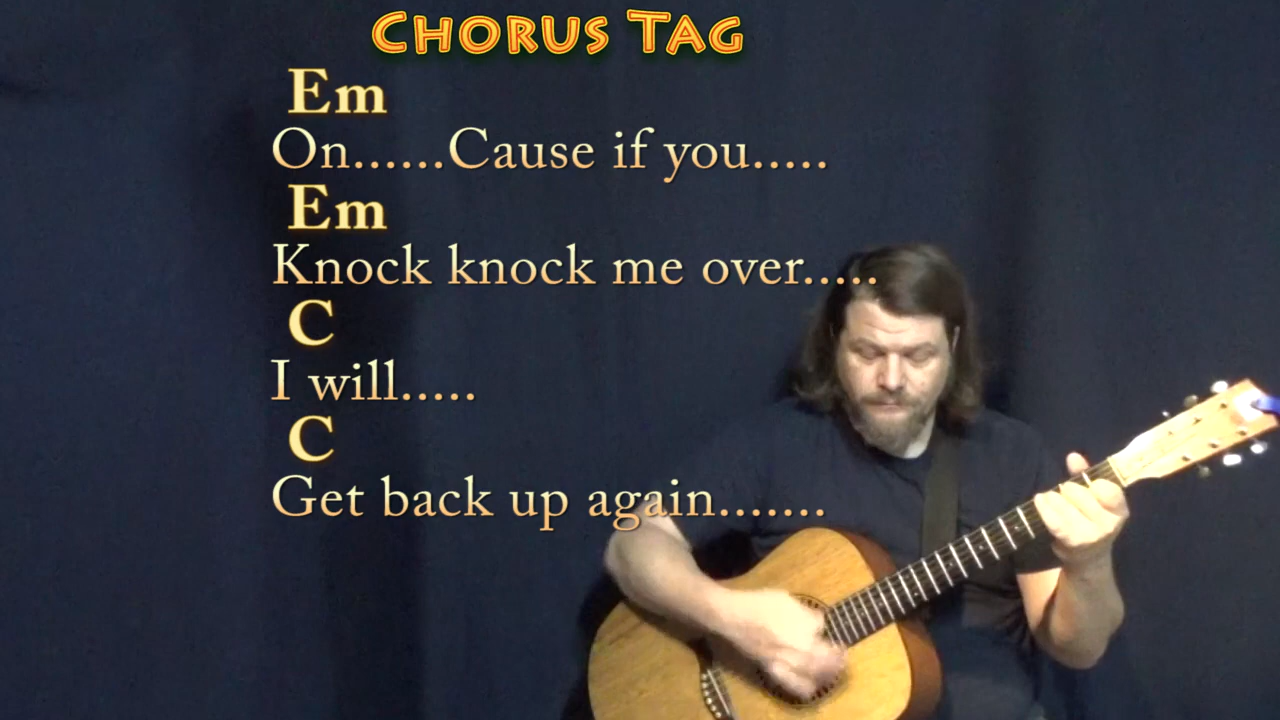 CHORUS TAG
Em
On......Cause if you.....
Em
Knock knock me over.....
C
I will.....
C
Get back up again.......